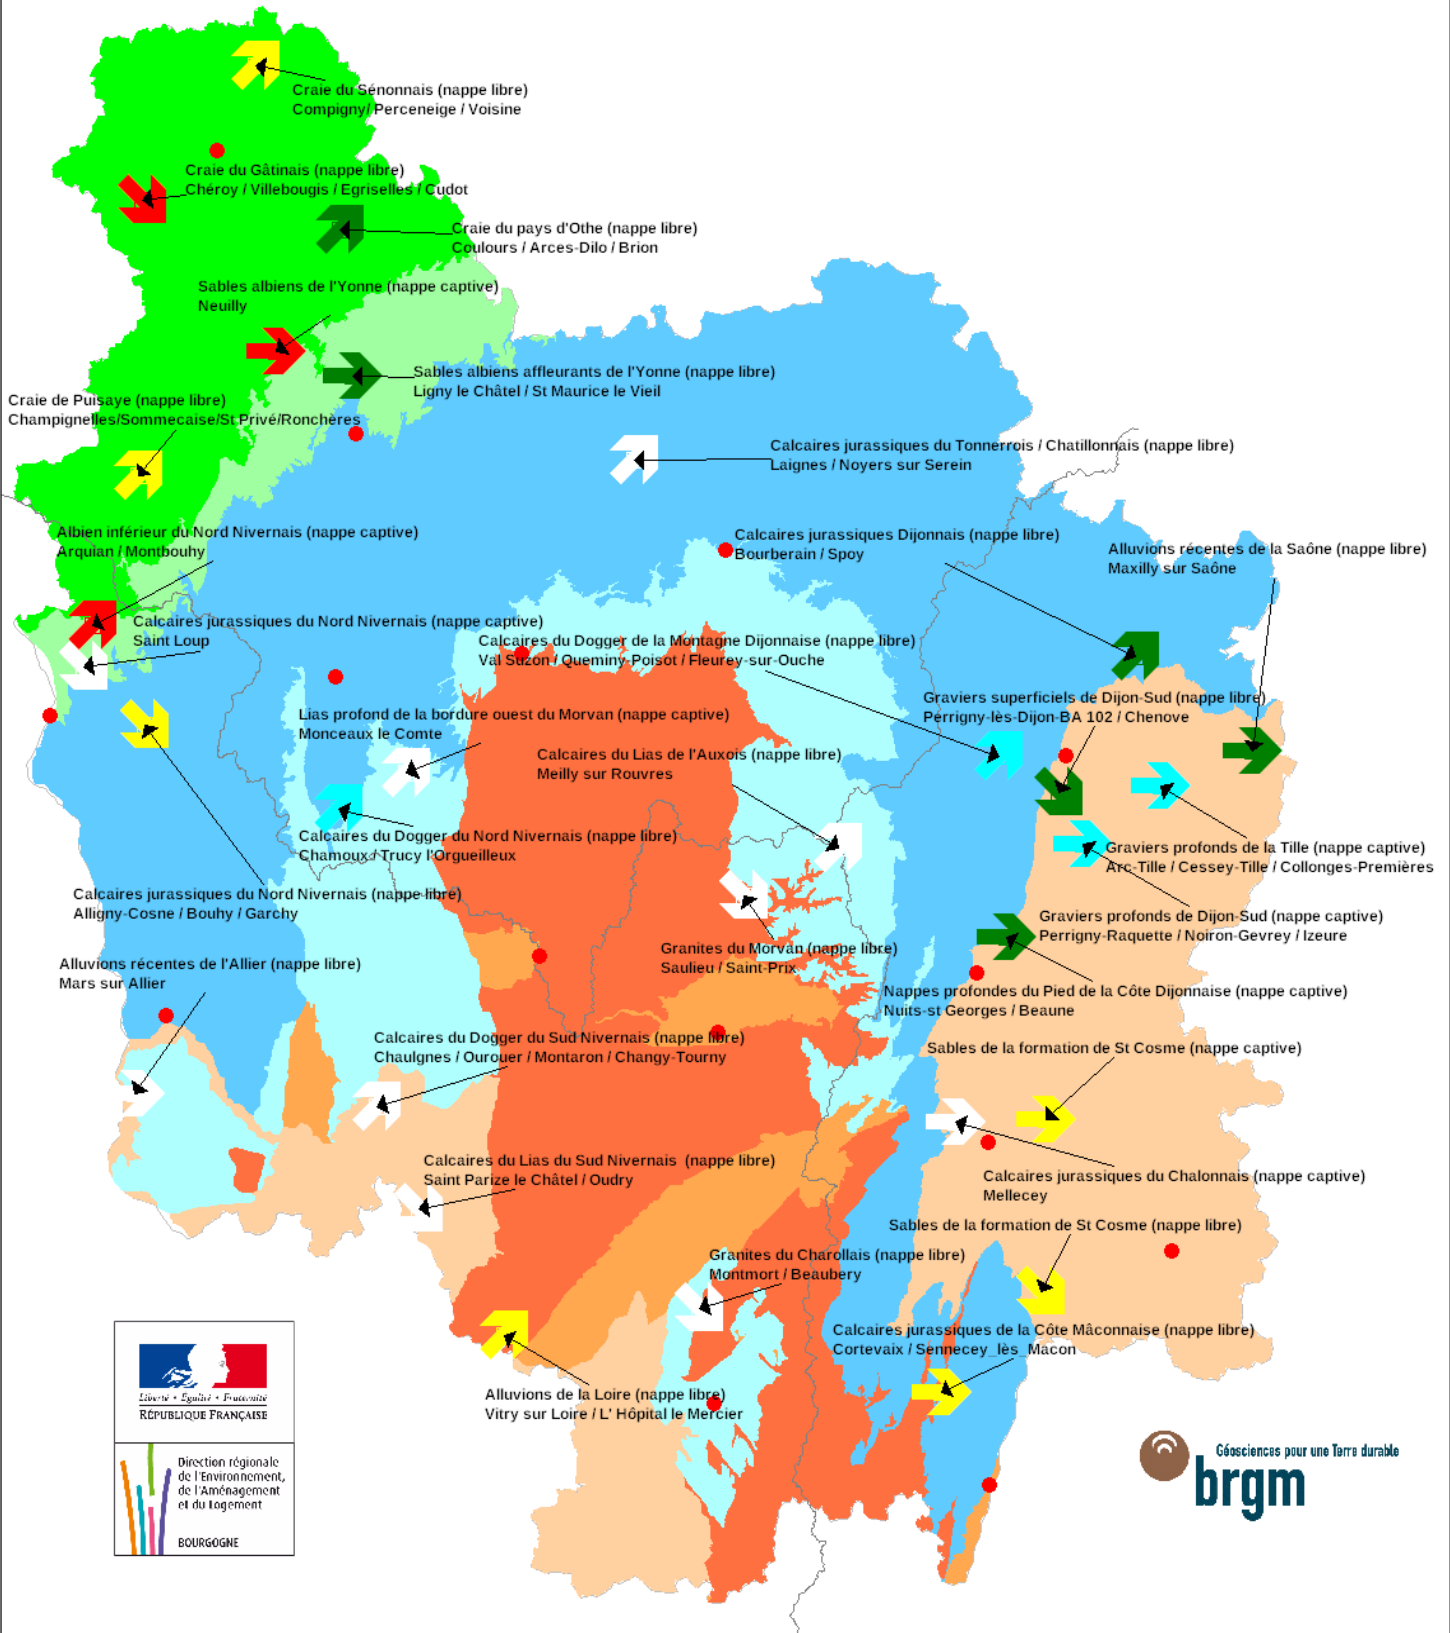 Craie du Sénonnais (nappe libre)
Compigny/ Perceneige / Voisine
Craie du Gâtinais (nappe libre)
Chéroy / Villebougis / Egriselles / Cudot
Craie du pays d'Othe (nappe libre)
Coulours / Arces-Dilo / Brion
Sables albiens de l'Yonne (nappe captive)
Neuilly
Sables albiens affleurants de l'Yonne (nappe libre)
Ligny le Châtel / St Maurice le Vieil
Craie de Puisaye (nappe libre)
Champignelles/Sommecaise/St Privé/Ronchères
Calcaires jurassiques du Tonnerrois / Chatillonnais (nappe libre)
Laignes / Noyers sur Serein
Albien inférieur du Nord Nivernais (nappe captive)
Arquian / Montbouhy
Calcaires jurassiques Dijonnais (nappe libre)
Bourberain / Spoy
Alluvions récentes de la Saône (nappe libre)
Maxilly sur Saône
Calcaires jurassiques du Nord Nivernais (nappe captive)
Saint Loup
Calcaires du Dogger de la Montagne Dijonnaise (nappe libre)
Val Suzon / Queminy-Poisot / Fleurey-sur-Ouche
Graviers superficiels de Dijon-Sud (nappe libre)
Perrigny-lès-Dijon-BA 102 / Chenove
Lias profond de la bordure ouest du Morvan (nappe captive)
Monceaux le Comte
Calcaires du Lias de l'Auxois (nappe libre)
Meilly sur Rouvres
Calcaires du Dogger du Nord Nivernais (nappe libre)
Chamoux / Trucy l'Orgueilleux
Graviers profonds de la Tille (nappe captive)
Arc-Tille / Cessey-Tille / Collonges-Premières
Calcaires jurassiques du Nord Nivernais (nappe libre)
Alligny-Cosne / Bouhy / Garchy
Graviers profonds de Dijon-Sud (nappe captive)
Perrigny-Raquette / Noiron-Gevrey / Izeure
Granites du Morvan (nappe libre)
Saulieu / Saint-Prix
Alluvions récentes de l'Allier (nappe libre)
Mars sur Allier
Nappes profondes du Pied de la Côte Dijonnaise (nappe captive)
Nuits-st Georges / Beaune
Calcaires du Dogger du Sud Nivernais (nappe libre)
Chaulgnes / Ourouer / Montaron / Changy-Tourny
Sables de la formation de St Cosme (nappe captive)
Calcaires du Lias du Sud Nivernais (nappe libre)
Saint Parize le Châtel / Oudry
Calcaires jurassiques du Chalonnais (nappe captive)
Mellecey
Sables de la formation de St Cosme (nappe libre)
Granites du Charollais (nappe libre)
Montmort / Beaubery
Calcaires jurassiques de la Côte Mâconnaise (nappe libre)
Cortevaix / Sennecey_lès_Macon
Alluvions de la Loire (nappe libre)
Vitry sur Loire / L' Hôpital le Mercier
Liberté • Egalité • Fraternité
RÉPUBLIQUE FRANÇAISE
Direction régionale
de l'Environnement,
de l'Aménagement
et du Logement
BOURGOGNE
Géosciences pour une Terre durable
brgm